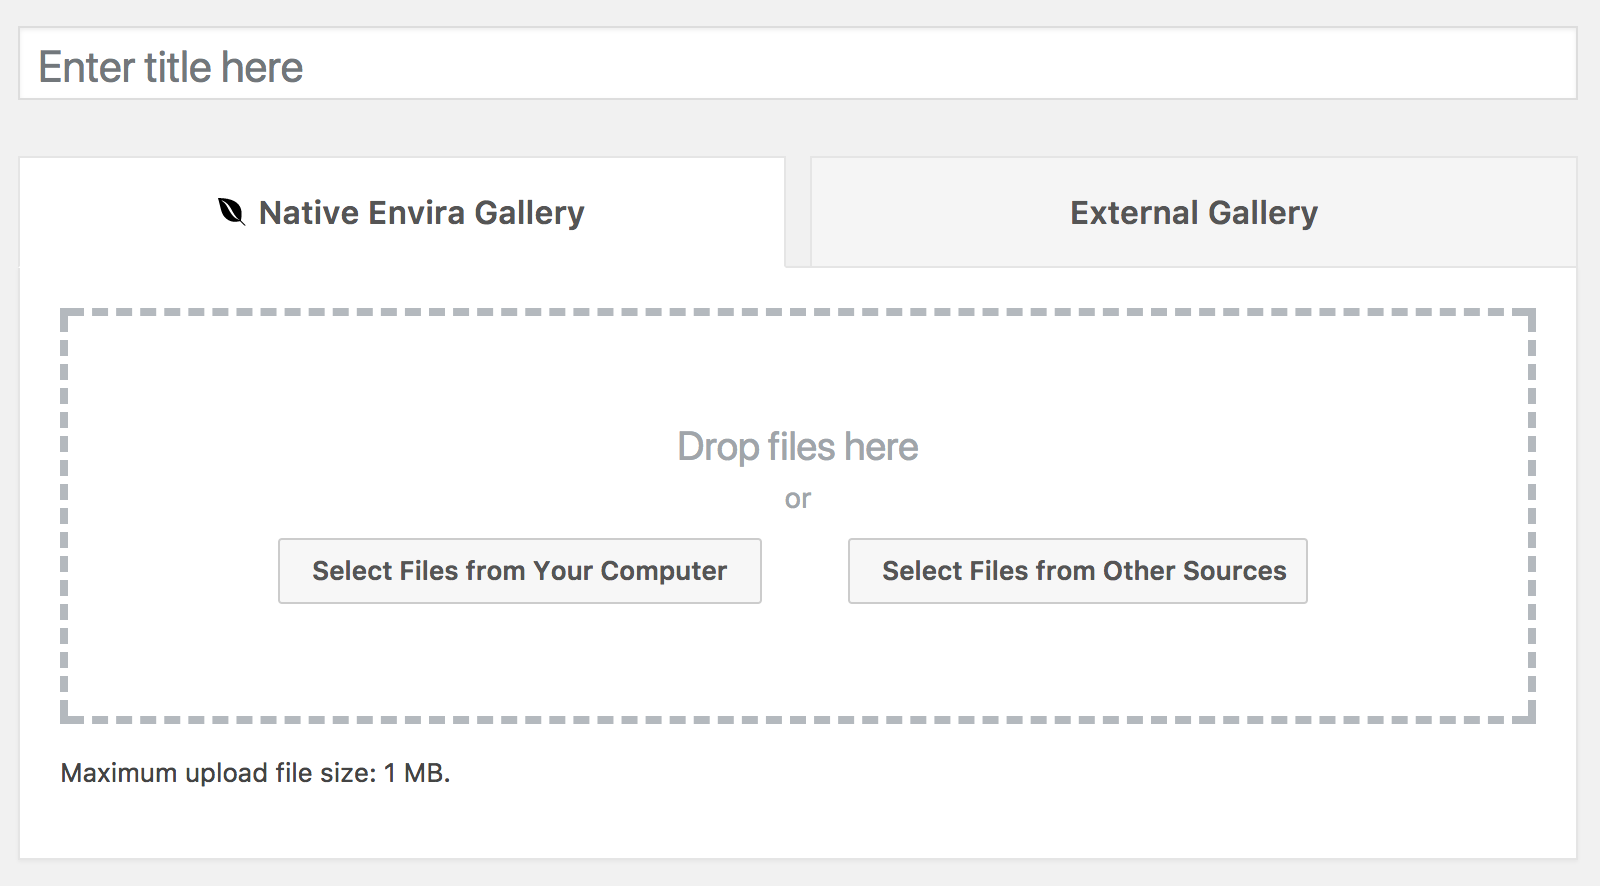 Enter title here
Native Envira Gallery
External Gallery
Drop files here
or
Select Files from Your Computer
Select Files from Other Sources
Maximum upload file size: 1 MB.